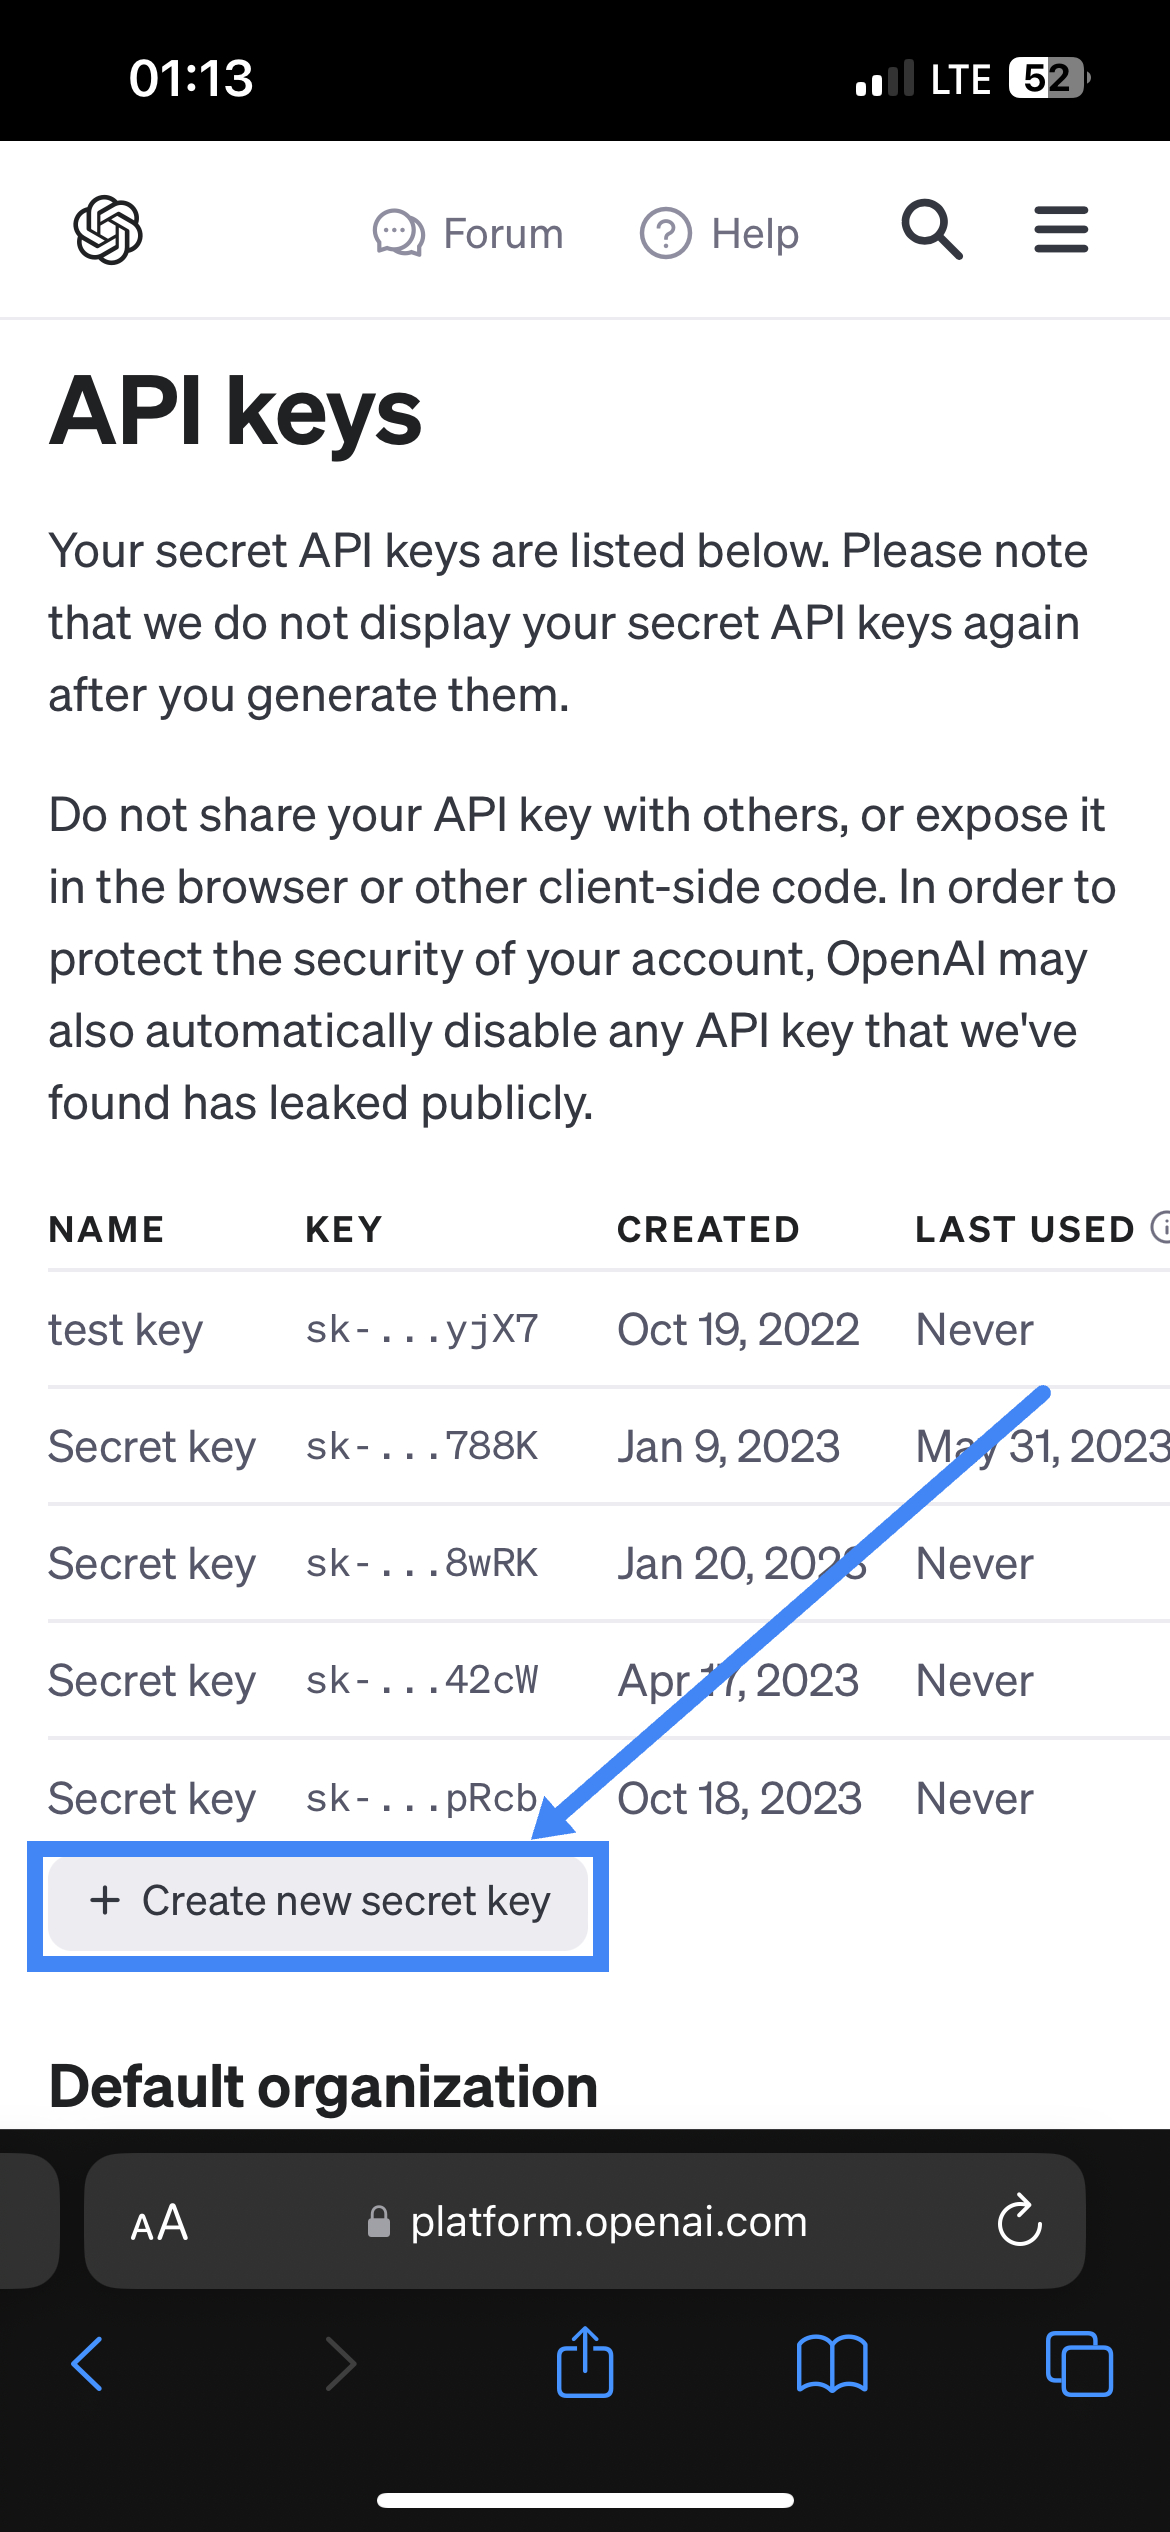 01:13
LTE 52
Forum
Help
API keys
Your secret API keys are listed below. Please note
that we do not display your secret API keys again
after you generate them.
Do not share your API key with others, or expose it
in the browser or other client-side code. In order to
protect the security of your account, OpenAI may
also automatically disable any API key that we've
found has leaked publicly.
NAME KEY CREATED LAST USED
test key sk-...yjX7 Oct 19, 2022 Never
Secret key sk-...788K Jan 9, 2023 May 31, 2023
Secret key sk-...8wRK Jan 20, 2023 Never
Secret key sk-...42cW Apr 17, 2023 Never
Secret key sk-...pRcb Oct 18, 2023 Never
+ Create new secret key
Default organization
AA platform.openai.com